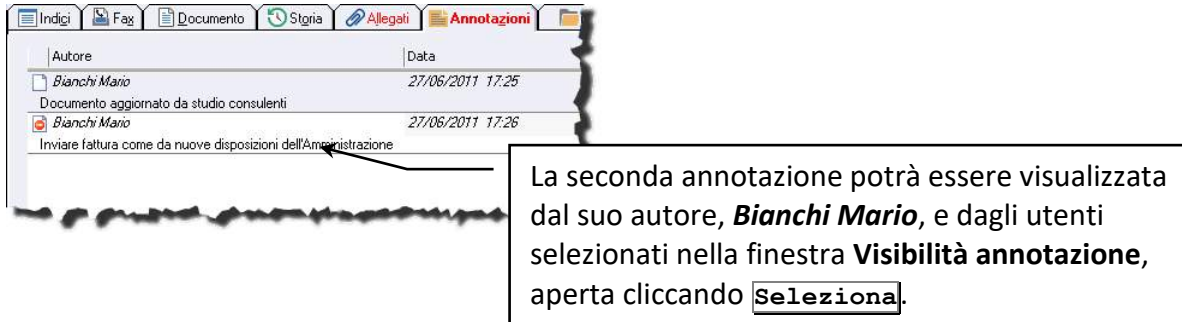 Indici Fax Documento Storia Allegati Annotazioni
Autore Data
Bianchi Mario 27/06/2011 17:25
Documento aggiornato da studio consulenti
Bianchi Mario 27/06/2011 17:26
Inviare fattura come da nuove disposizioni dell'Amministrazione
La seconda annotazione potrà essere visualizzata
dal suo autore, Bianchi Mario, e dagli utenti
selezionati nella finestra Visibilità annotazione,
aperta cliccando Seleziona.